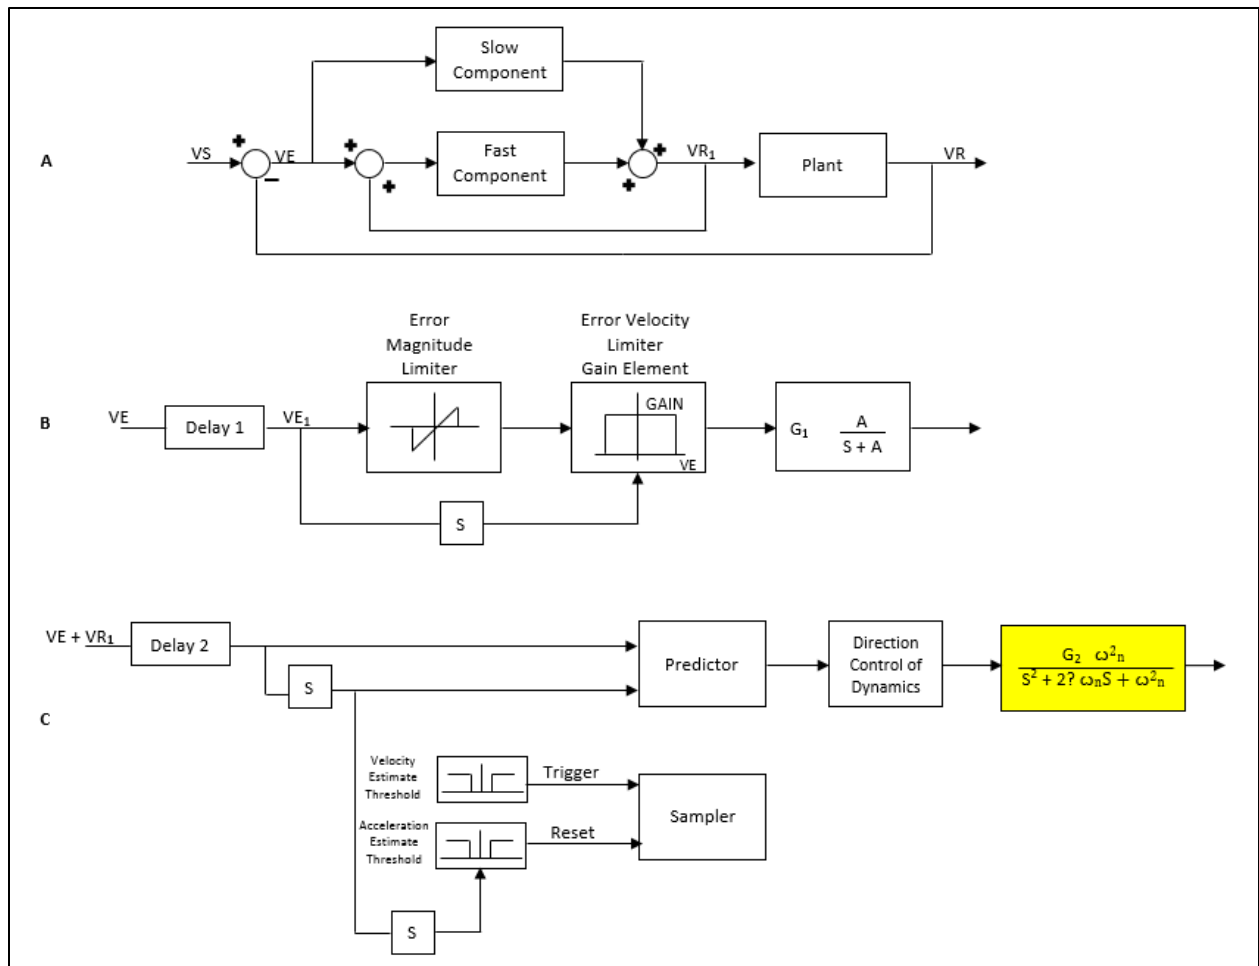 Slow
Component
A
VS
VE
Fast
Component
VR₁
Plant
VR
Error
Magnitude
Limiter
Error Velocity
Limiter
Gain Element
B
VE
Delay 1
VE₁
GAIN
VE
G₁ A
S + A
S
VE + VR₁
Delay 2
S
Predictor
Direction
Control of
Dynamics
G₂ ω²ₙ
S² + 2? ωₙS + ω²ₙ
C
Velocity
Estimate
Threshold
Trigger
Sampler
Acceleration
Estimate
Threshold
Reset
S